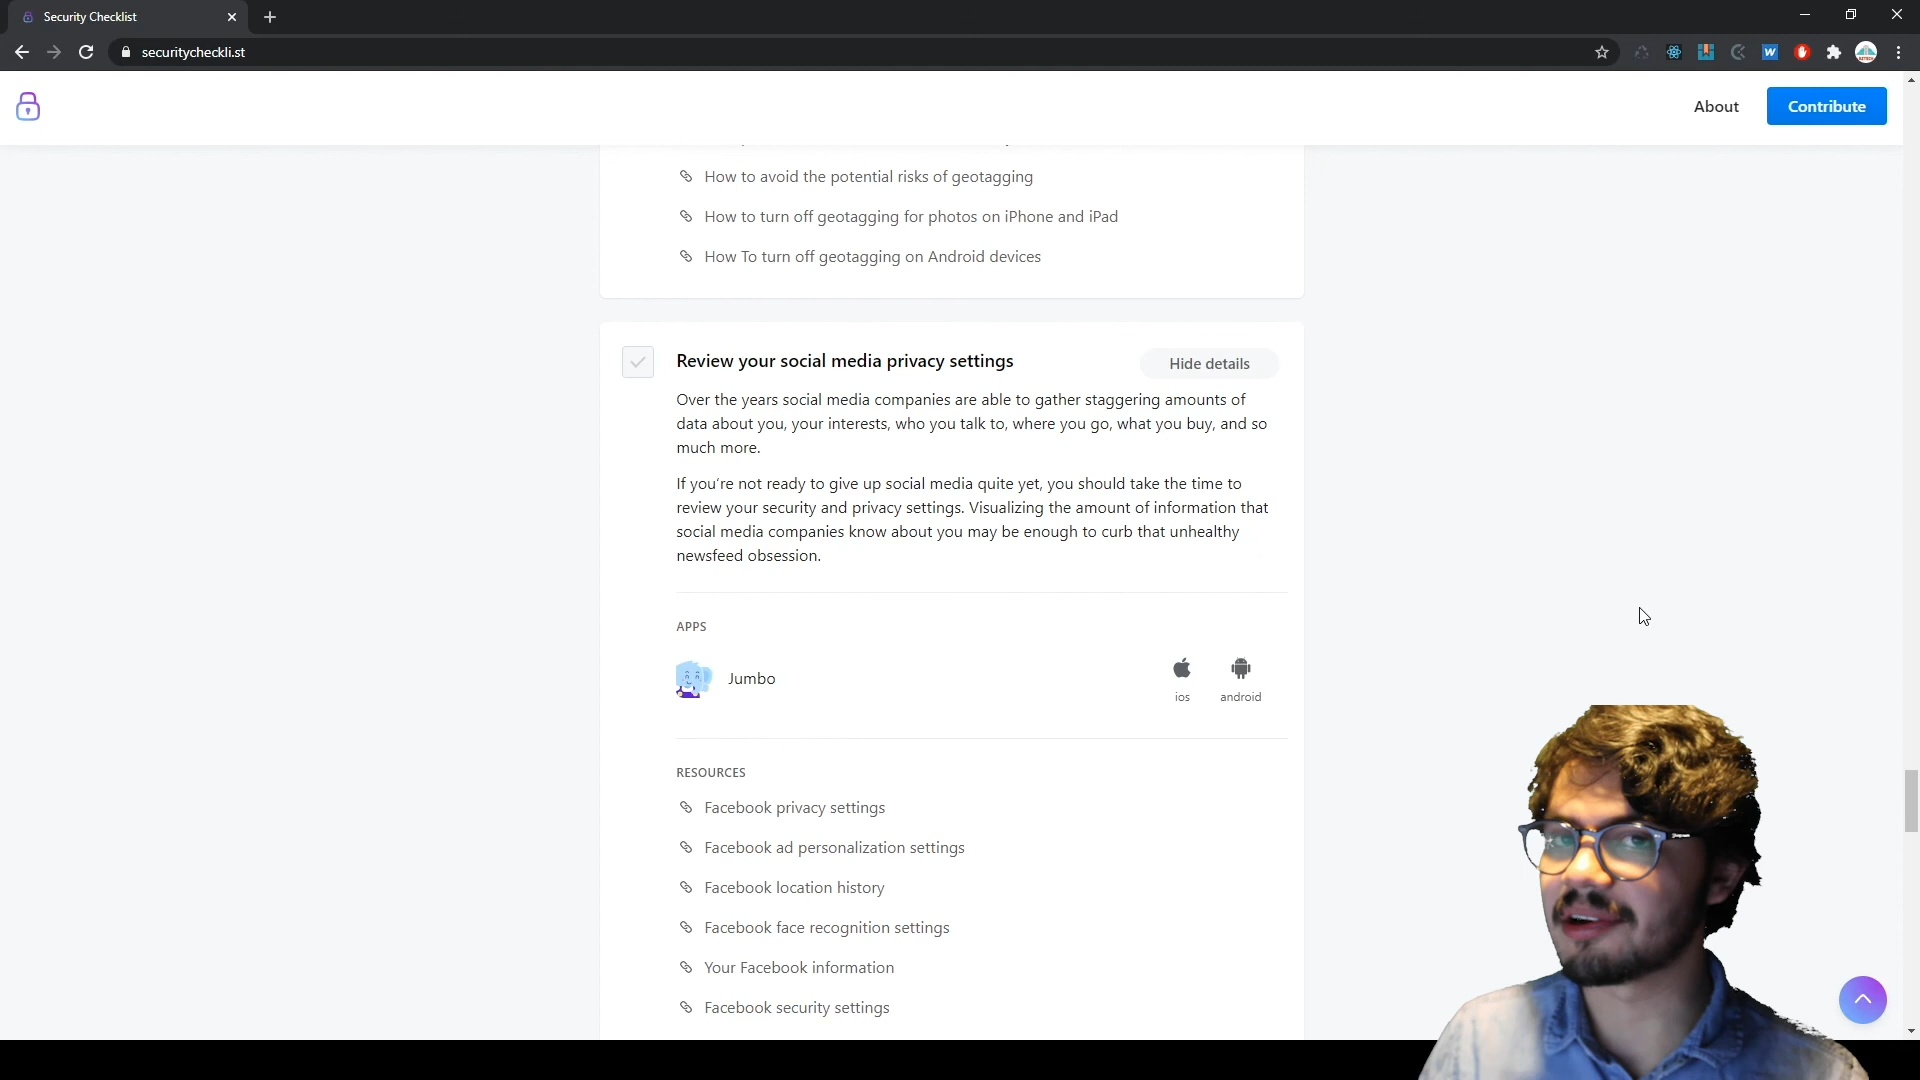 Security Checklist
securitycheckli.st
About
Contribute
How to avoid the potential risks of geotagging
How to turn off geotagging for photos on iPhone and iPad
How To turn off geotagging on Android devices
Review your social media privacy settings
Hide details
Over the years social media companies are able to gather staggering amounts of
data about you, your interests, who you talk to, where you go, what you buy, and so
much more.
If you're not ready to give up social media quite yet, you should take the time to
review your security and privacy settings. Visualizing the amount of information that
social media companies know about you may be enough to curb that unhealthy
newsfeed obsession.
APPS
Jumbo
ios
android
RESOURCES
Facebook privacy settings
Facebook ad personalization settings
Facebook location history
Facebook face recognition settings
Your Facebook information
Facebook security settings